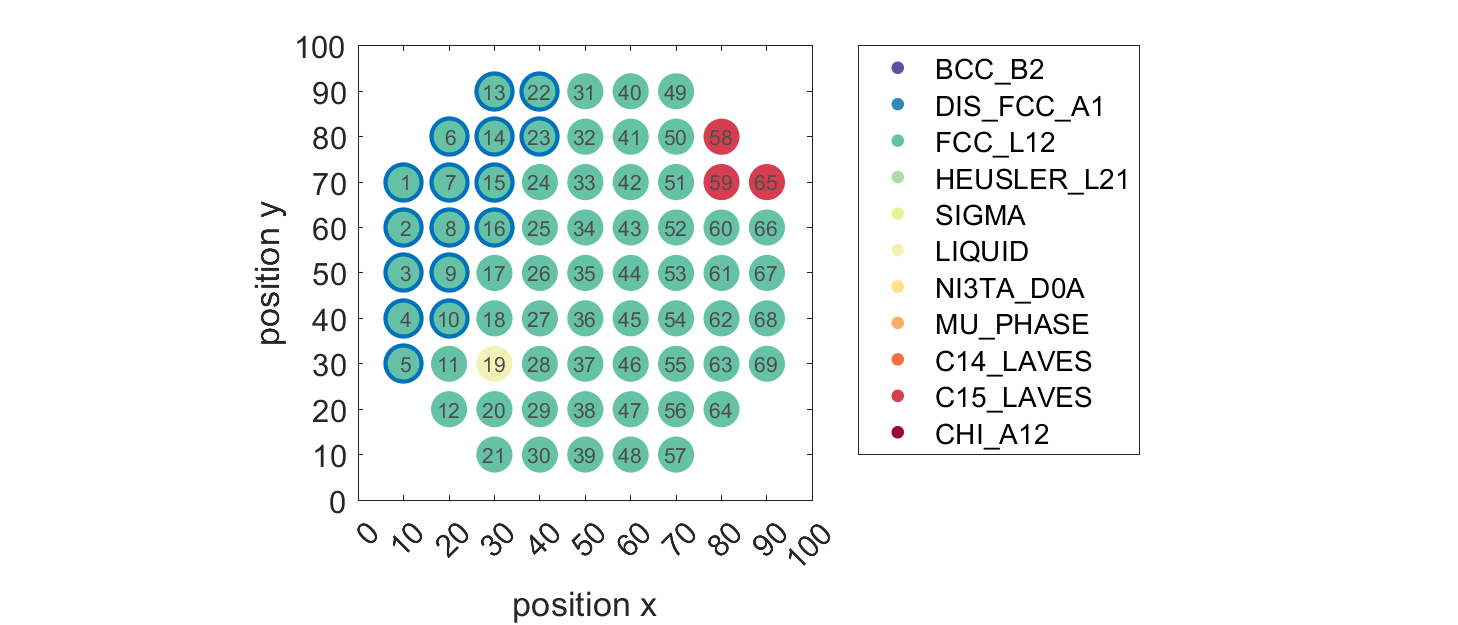 100
90 13 22 31 40 49
80 6 14 23 32 41 50 58
70 1 7 15 24 33 42 51 59 65
60 2 8 16 25 34 43 52 60 66
50 3 9 17 26 35 44 53 61 67
40 4 10 18 27 36 45 54 62 68
30 5 11 19 28 37 46 55 63 69
20 12 20 29 38 47 56 64
10 21 30 39 48 57
0
0 10 20 30 40 50 60 70 80 90 100
position x
position y
BCC_B2
DIS_FCC_A1
FCC_L12
HEUSLER_L21
SIGMA
LIQUID
NI3TA_D0A
MU_PHASE
C14_LAVES
C15_LAVES
CHI_A12